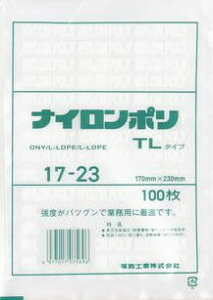 ナイロンポリ
TLタイプ
ONY/L-LDPE/L-LDPE
17-23
170mm×230mm
100枚
強度がバツグンで業務用に最適です。
特長
福助工業株式会社